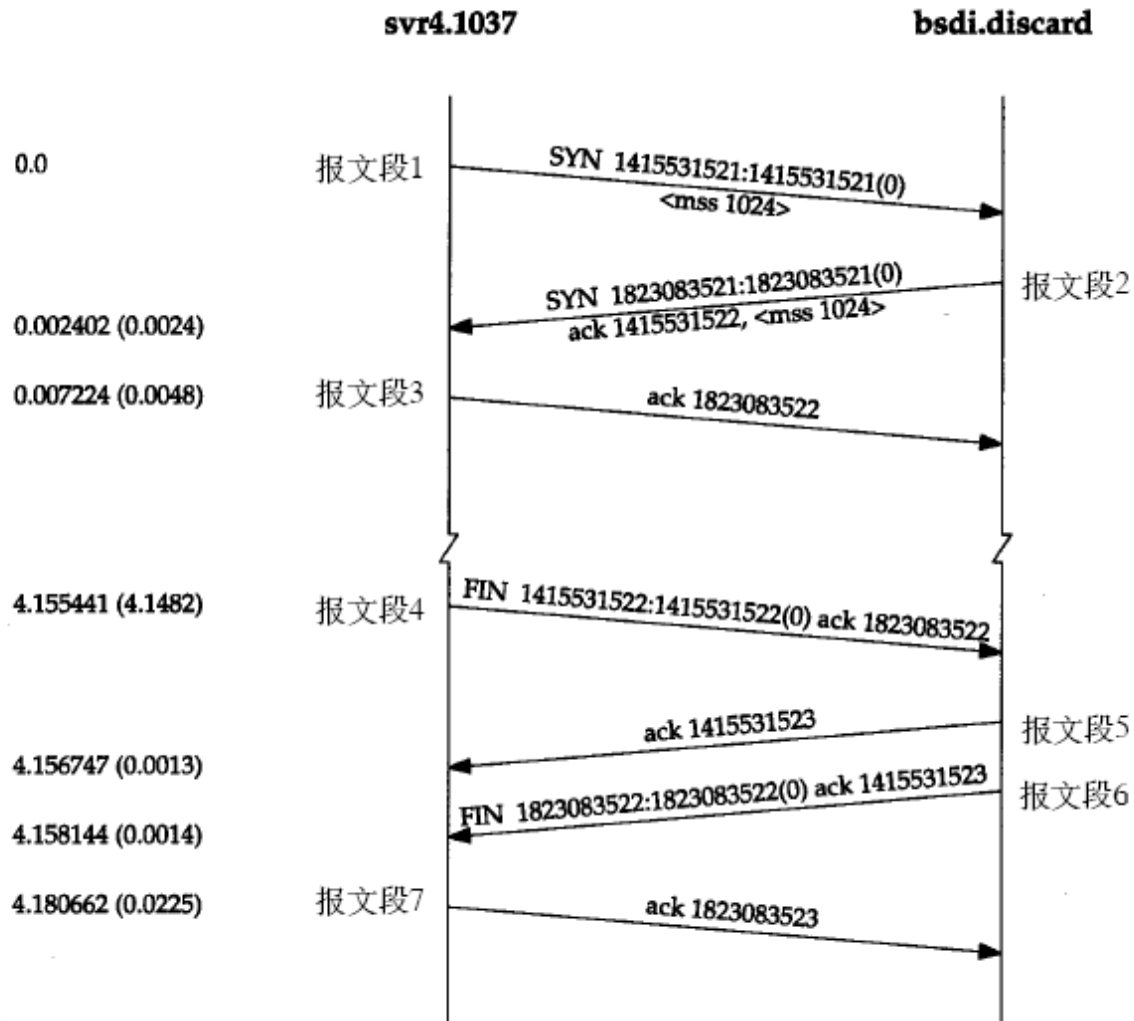 svr4.1037 bsdi.discard
0.0 报文段1 SYN 1415531521:1415531521(0)
<mss 1024>
SYN 1823083521:1823083521(0) 报文段2
0.002402 (0.0024) ack 1415531522, <mss 1024>
0.007224 (0.0048) 报文段3 ack 1823083522
4.155441 (4.1482) 报文段4 FIN 1415531522:1415531522(0) ack 1823083522
ack 1415531523 报文段5
4.156747 (0.0013)
FIN 1823083522:1823083522(0) ack 1415531523 报文段6
4.158144 (0.0014)
4.180662 (0.0225) 报文段7 ack 1823083523